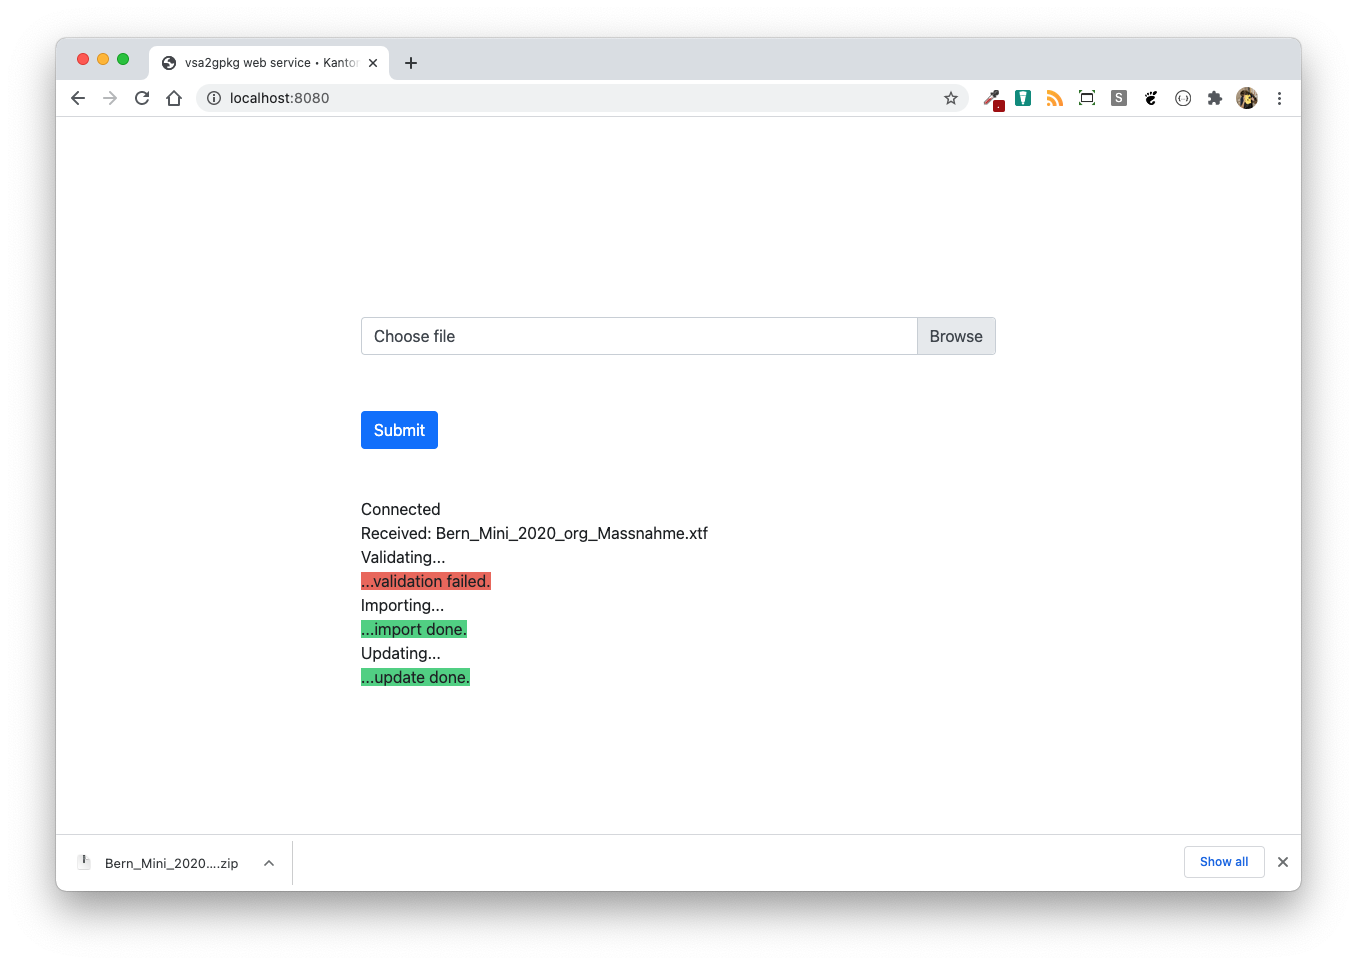 vsa2gpkg web service • Kantor
localhost:8080
S
Choose file
Browse
Submit
Connected
Received: Bern_Mini_2020_org_Massnahme.xtf
Validating...
...validation failed.
Importing...
...import done.
Updating...
...update done.
Bern_Mini_2020....zip
Show all